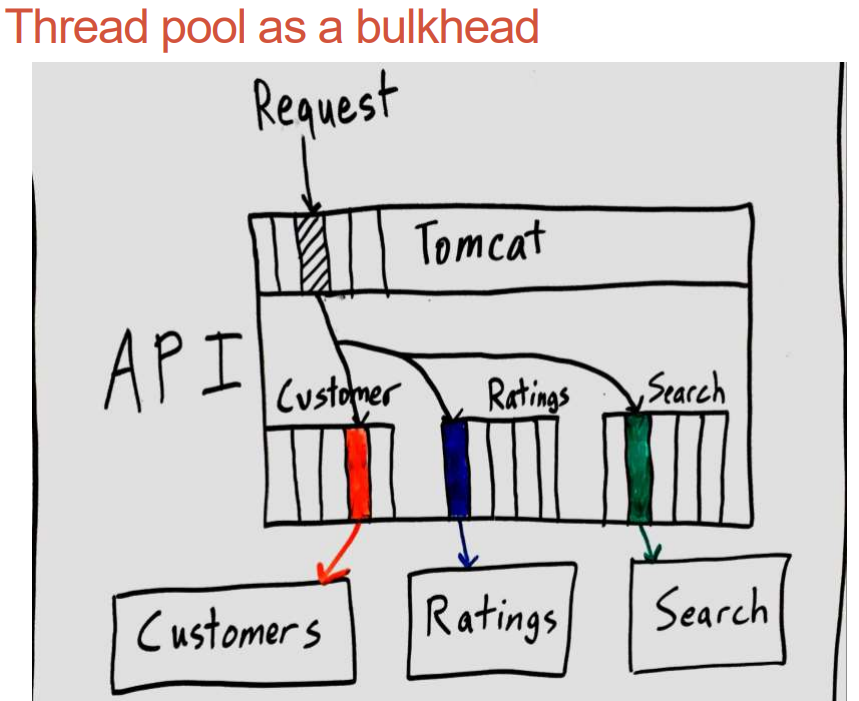 Thread pool as a bulkhead
Request
Tomcat
API
Customer
Ratings
Search
Customers
Ratings
Search